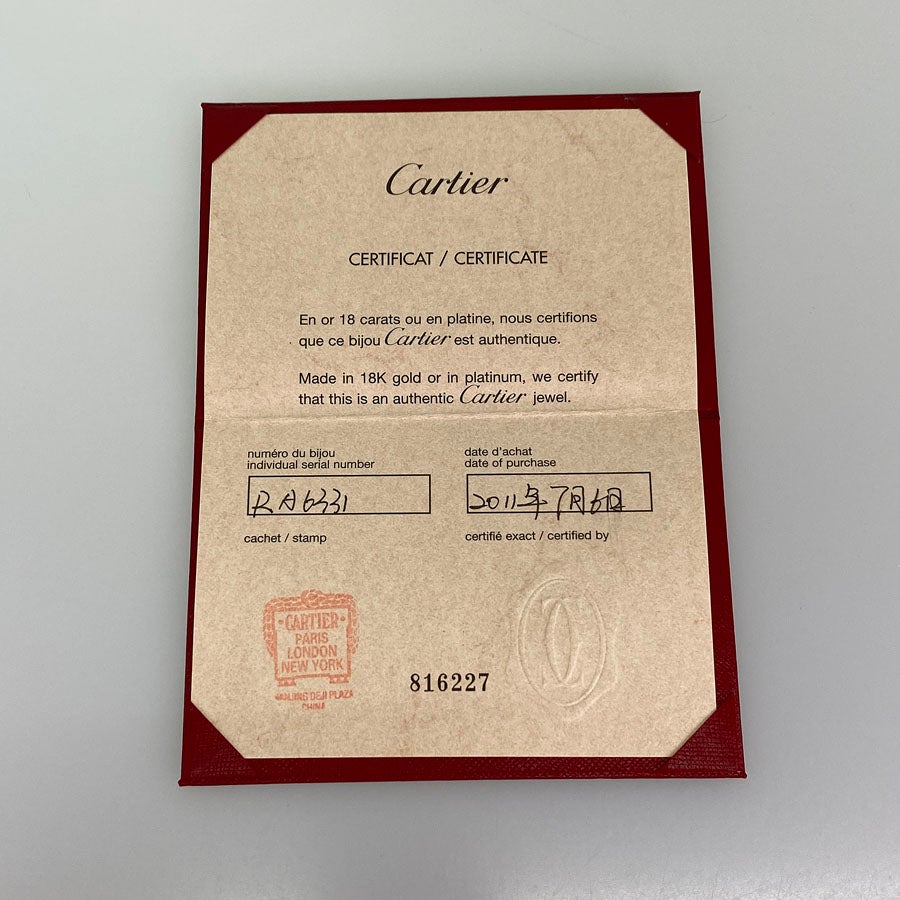 Cartier
CERTIFICAT / CERTIFICATE
En or 18 carats ou en platine, nous certifions
que ce bijou Cartier est authentique.
Made in 18K gold or in platinum, we certify
that this is an authentic Cartier jewel.
numéro du bijou
individual serial number
RA6331
cachet / stamp
date d'achat
date of purchase
2011年7月6日
certifié exact / certified by
CARTIER
PARIS
LONDON
NEW YORK
NANJING DEJI PLAZA
CHINA
816227